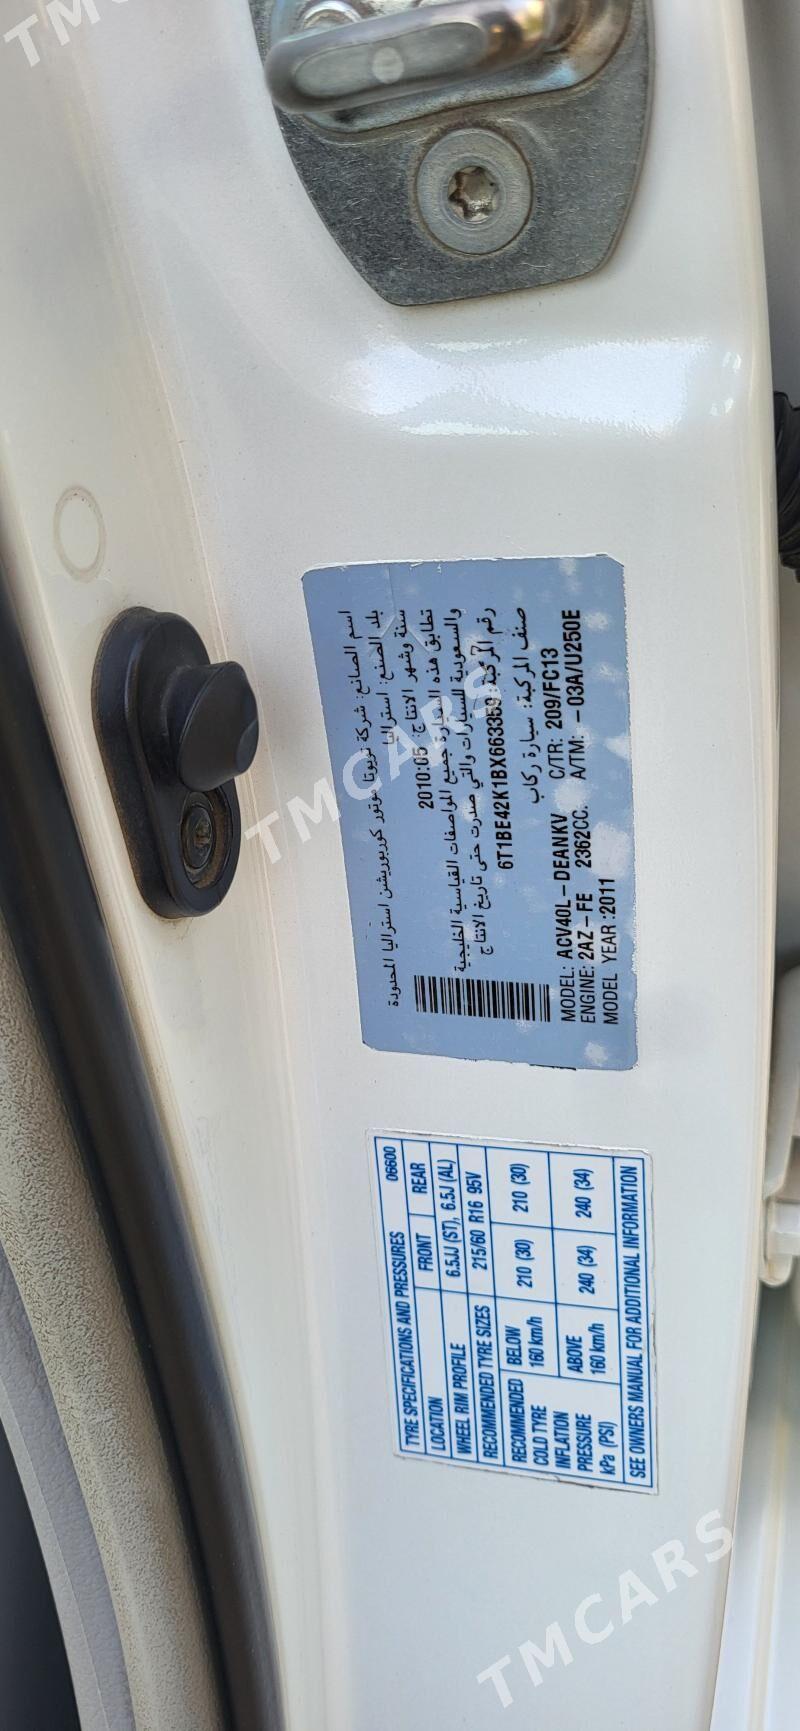 اسم الصانع: شركة تويوتا موتور كوربوريشن استراليا المحدودة
بلد الصنع: استراليا
سنة وشهر الانتاج: 2010:05
تطابق هذه السيارة جميع المواصفات القياسية الخليجية
والسعودية للسيارات والتي صدرت حتى تاريخ الانتاج
رقم المركبة: 6T1BE42K1BX663359
صنف المركبة: سيارة ركاب
MODEL: ACV40L-DEANKV C/TR: 209/FC13
ENGINE: 2AZ-FE 2362CC. A/TM: -03A/U250E
MODEL YEAR :2011
TYRE SPECIFICATIONS AND PRESSURES 06600
LOCATION FRONT REAR
WHEEL RIM PROFILE 6.5JJ (ST), 6.5J (AL)
RECOMMENDED TYRE SIZES 215/60 R16 95V
RECOMMENDED COLD TYRE INFLATION PRESSURE kPa (PSI)
BELOW 160 km/h 210 (30) 210 (30)
ABOVE 160 km/h 240 (34) 240 (34)
SEE OWNERS MANUAL FOR ADDITIONAL INFORMATION
TMCARS
TMCARS